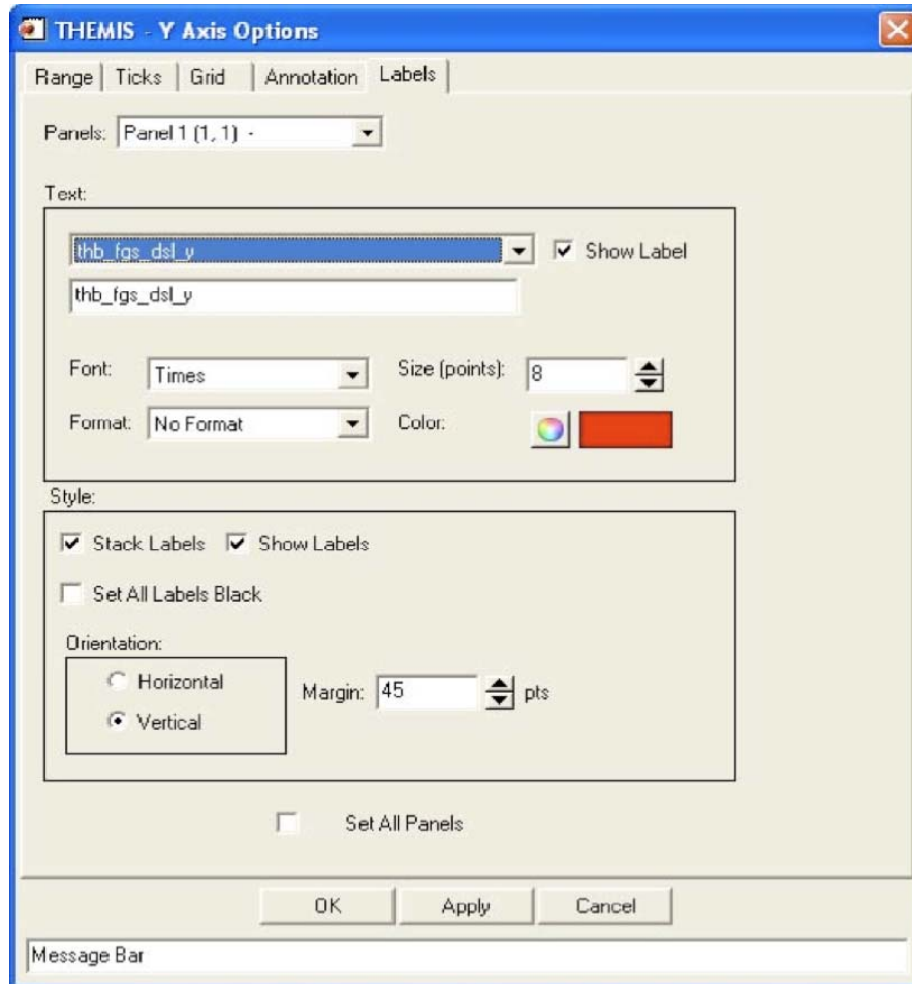 THEMIS - Y Axis Options
Range Ticks Grid Annotation Labels
Panels: Panel 1 (1, 1) -
Text:
thb_fgs_dsl_y Show Label
thb_fgs_dsl_y
Font: Times Size (points): 8
Format: No Format Color:
Style:
Stack Labels Show Labels
Set All Labels Black
Orientation:
Horizontal
Margin: 45 pts
Vertical
Set All Panels
OK Apply Cancel
Message Bar